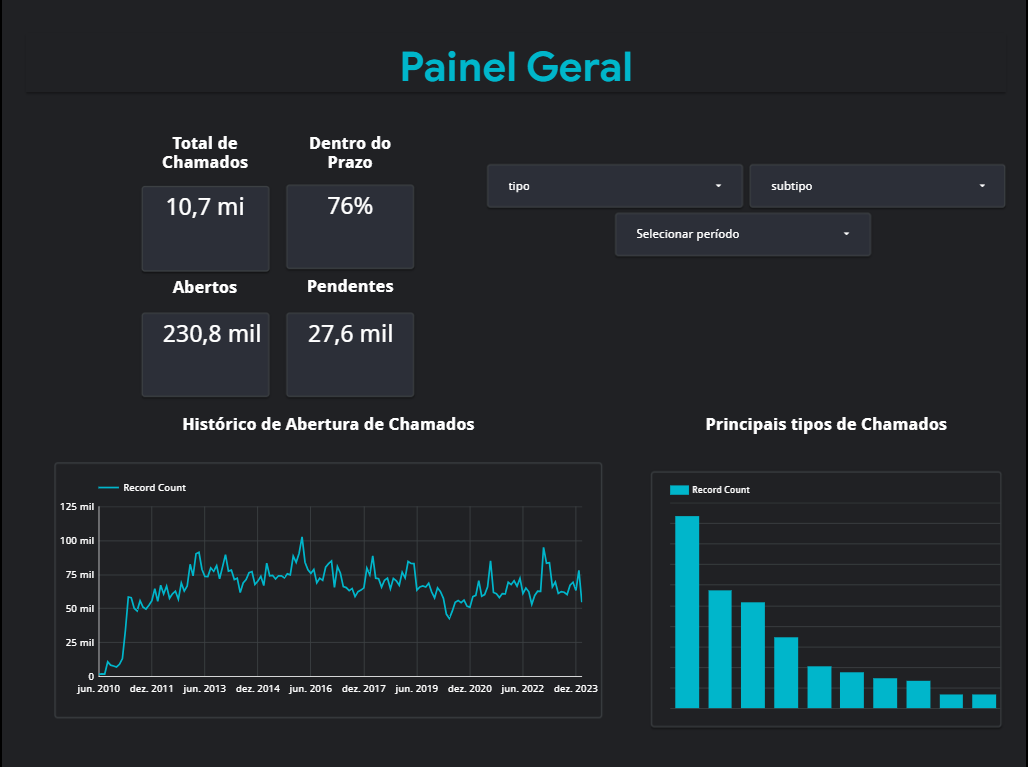 Painel Geral
Total de
Chamados
Dentro do
Prazo
10,7 mi
76%
tipo
subtipo
Selecionar período
Abertos
Pendentes
230,8 mil
27,6 mil
Histórico de Abertura de Chamados
Principais tipos de Chamados
Record Count
125 mil
100 mil
75 mil
50 mil
25 mil
0
jun. 2010 dez. 2011 jun. 2013 dez. 2014 jun. 2016 dez. 2017 jun. 2019 dez. 2020 jun. 2022 dez. 2023
Record Count